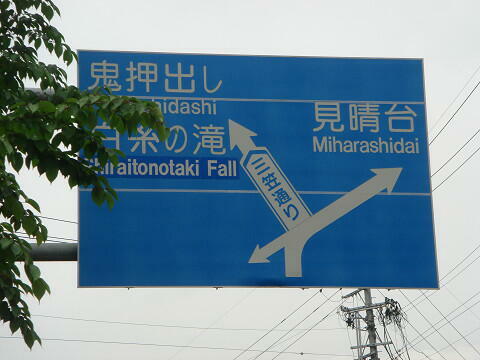 鬼押出し
idashi
白糸の滝
hiraitonotaki Fall
見晴台
Miharashidai
三笠通り